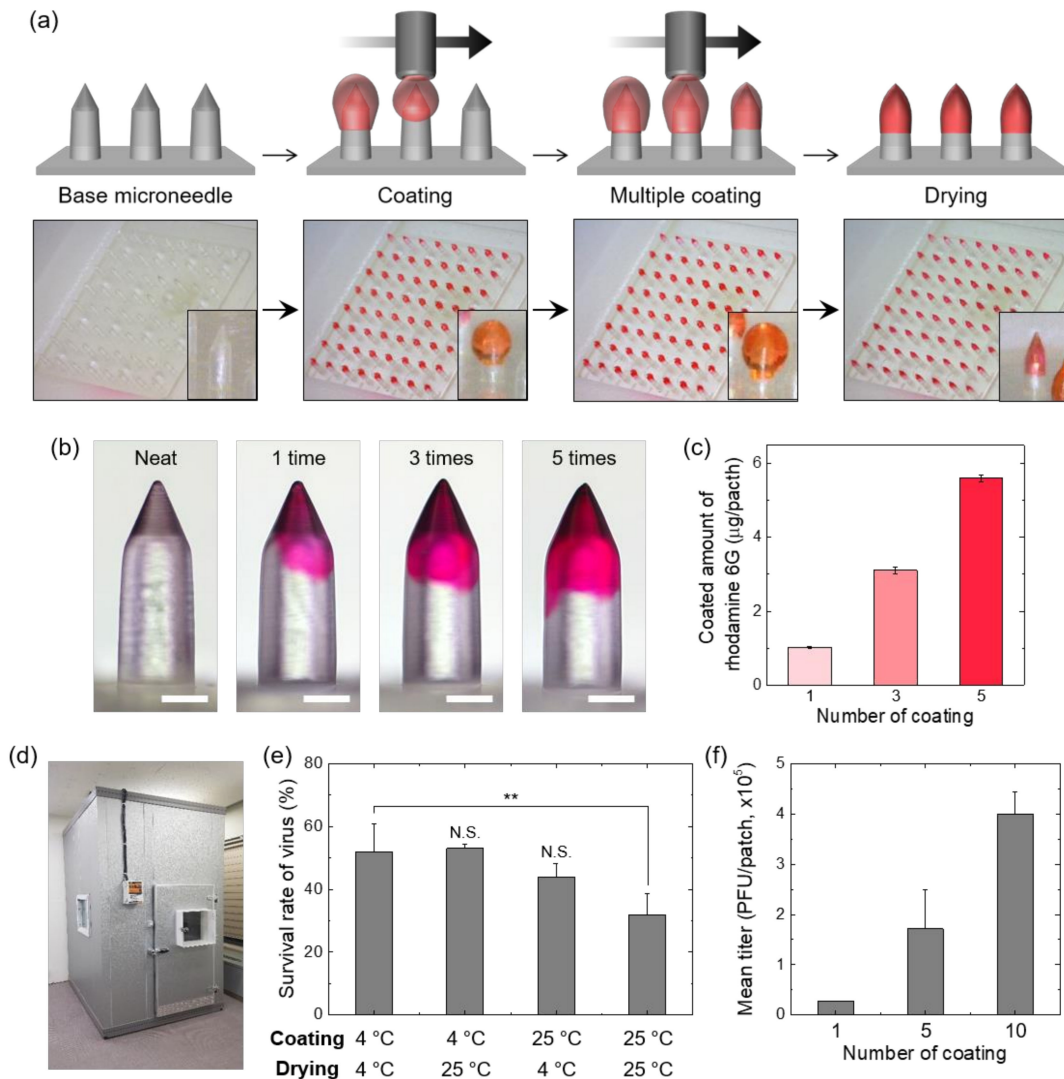 (a)
Base microneedle Coating Multiple coating Drying
(b)
Neat 1 time 3 times 5 times
(c)
Coated amount of
rhodamine 6G (μg/pacth)
6
4
2
0
1 3 5
Number of coating
(d)
(e)
Survival rate of virus (%)
80
60
40
20
0
**
N.S.
N.S.
Coating 4 °C 4 °C 25 °C 25 °C
Drying 4 °C 25 °C 4 °C 25 °C
(f)
Mean titer (PFU/patch, x10⁵)
5
4
3
2
1
0
1 5 10
Number of coating